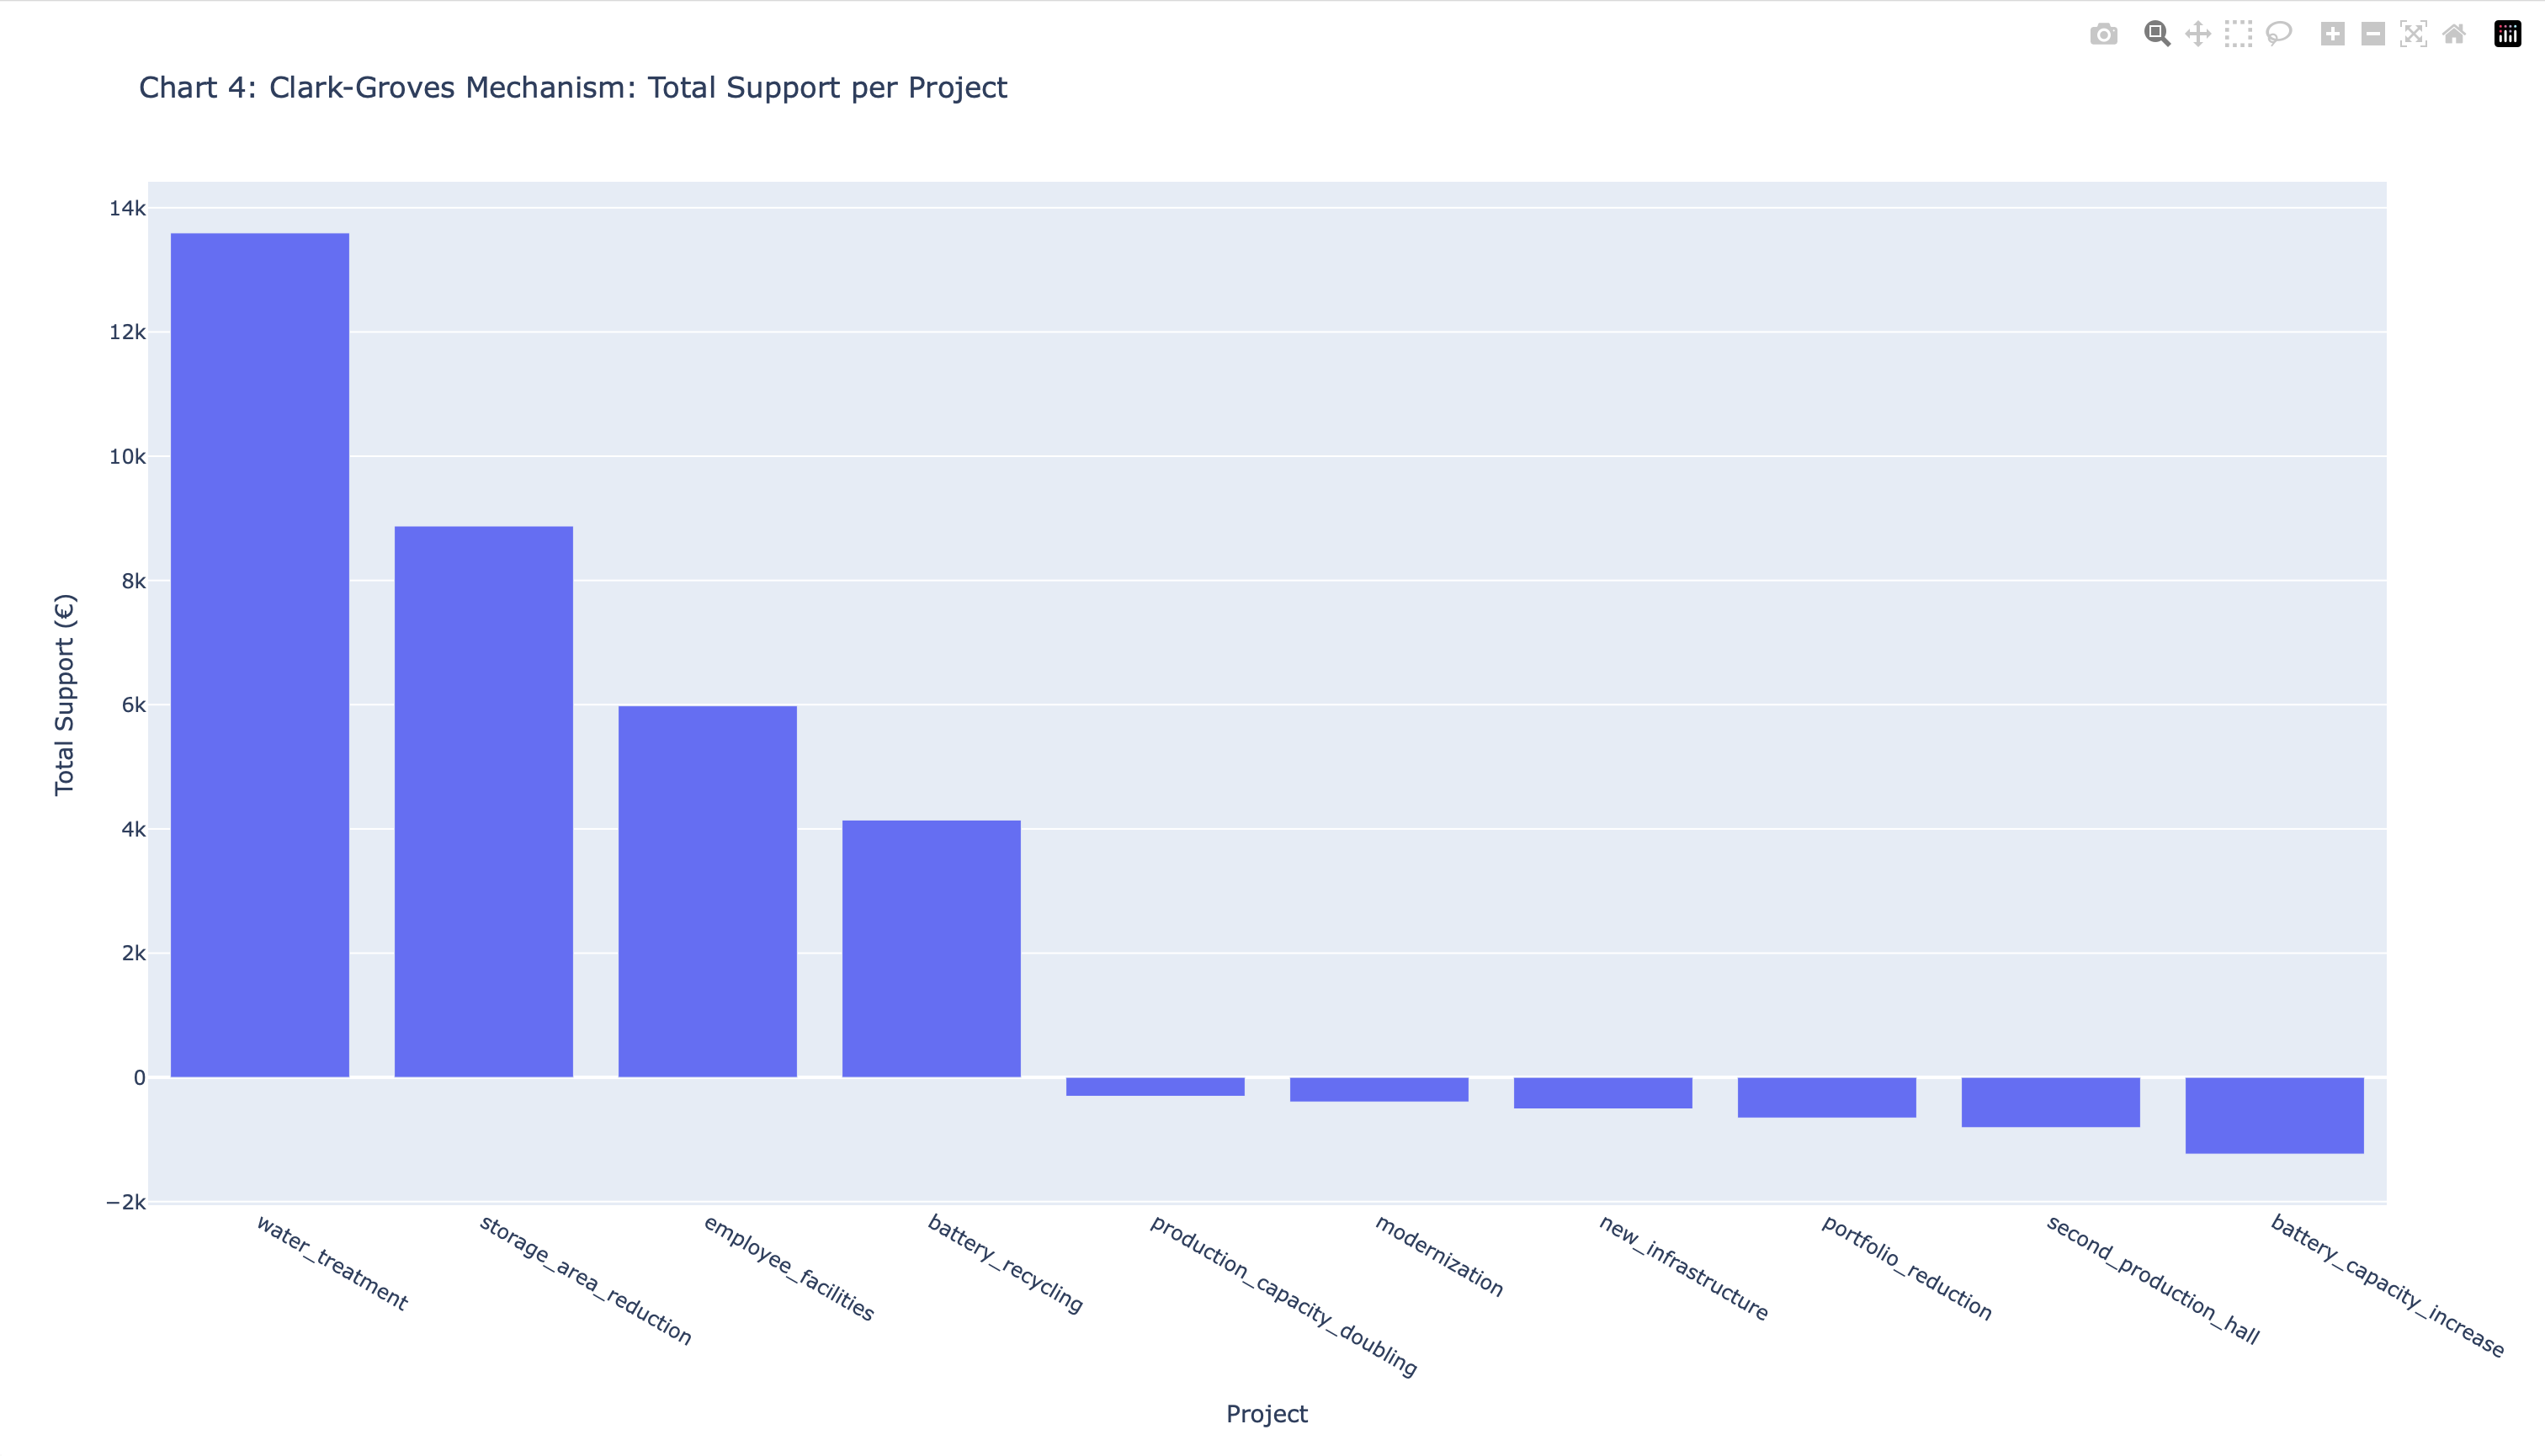 Chart 4: Clark-Groves Mechanism: Total Support per Project
14k
12k
10k
8k
6k
4k
2k
0
−2k
Total Support (€)
water_treatment
storage_area_reduction
employee_facilities
battery_recycling
production_capacity_doubling
modernization
new_infrastructure
portfolio_reduction
second_production_hall
battery_capacity_increase
Project